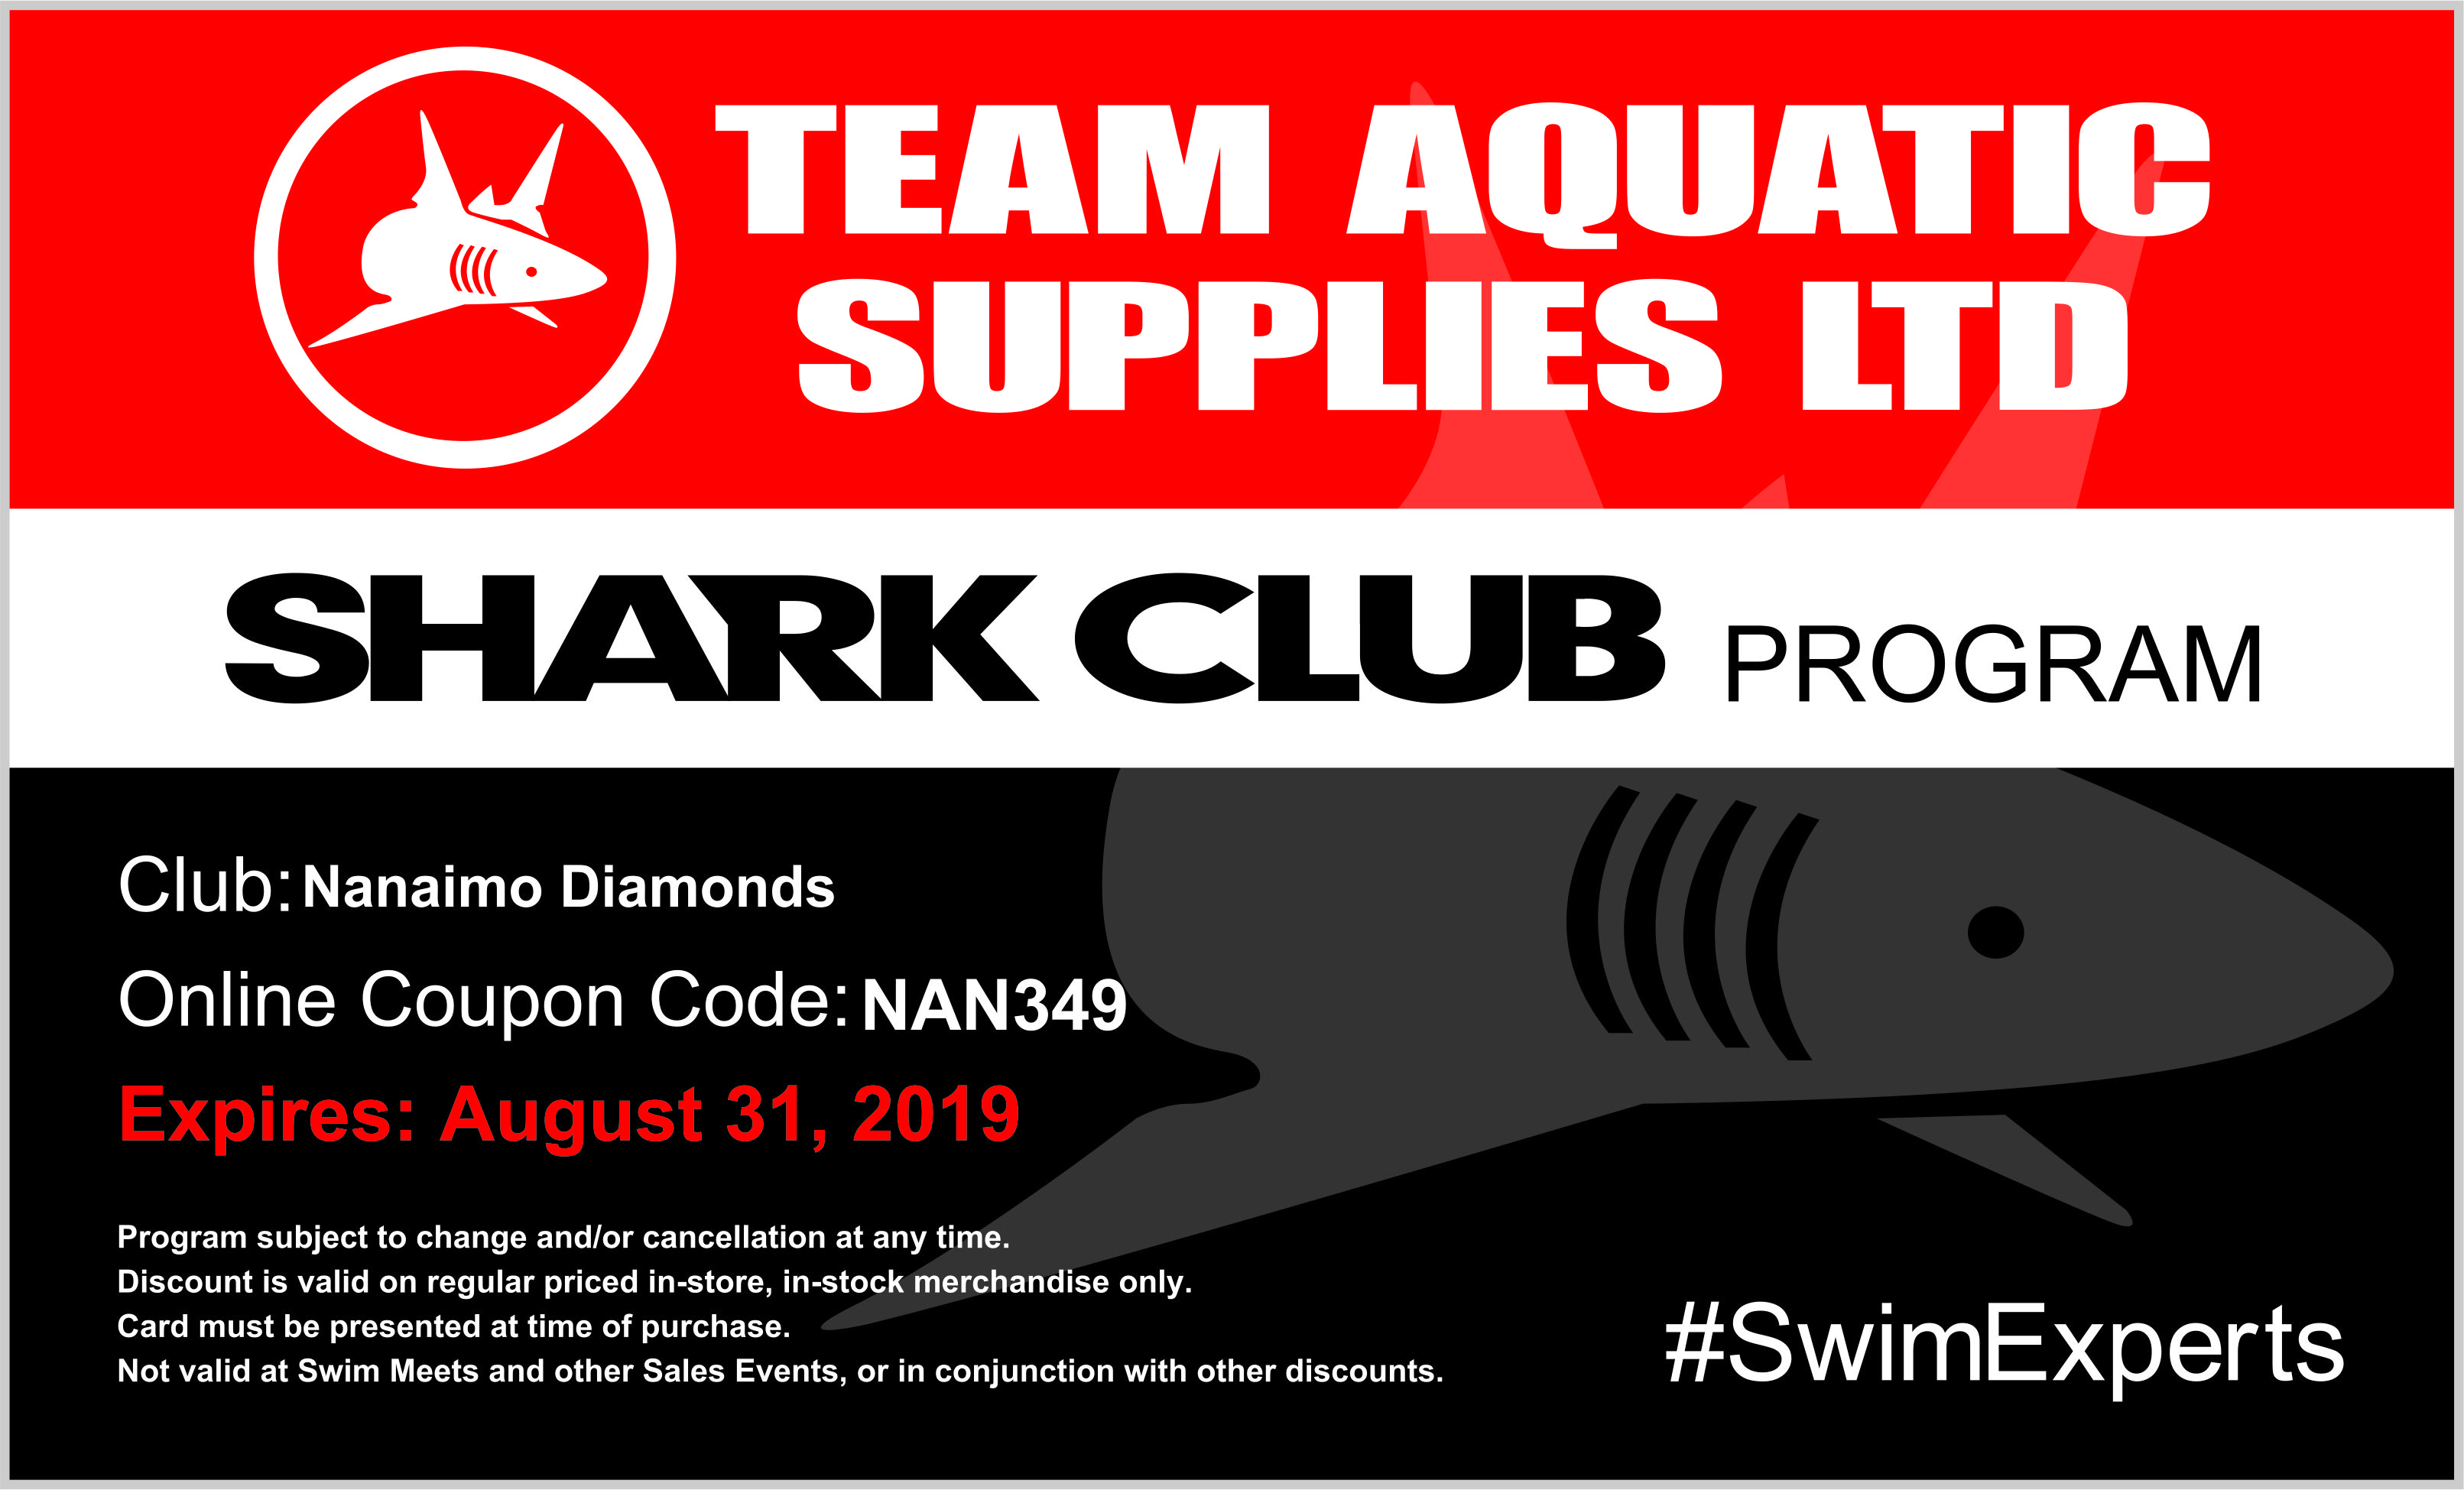 TEAM AQUATIC
SUPPLIES LTD
SHARK CLUB PROGRAM
Club: Nanaimo Diamonds
Online Coupon Code: NAN349
Expires: August 31, 2019
Program subject to change and/or cancellation at any time.
Discount is valid on regular priced in-store, in-stock merchandise only.
Card must be presented at time of purchase.
Not valid at Swim Meets and other Sales Events, or in conjunction with other discounts.
#SwimExperts